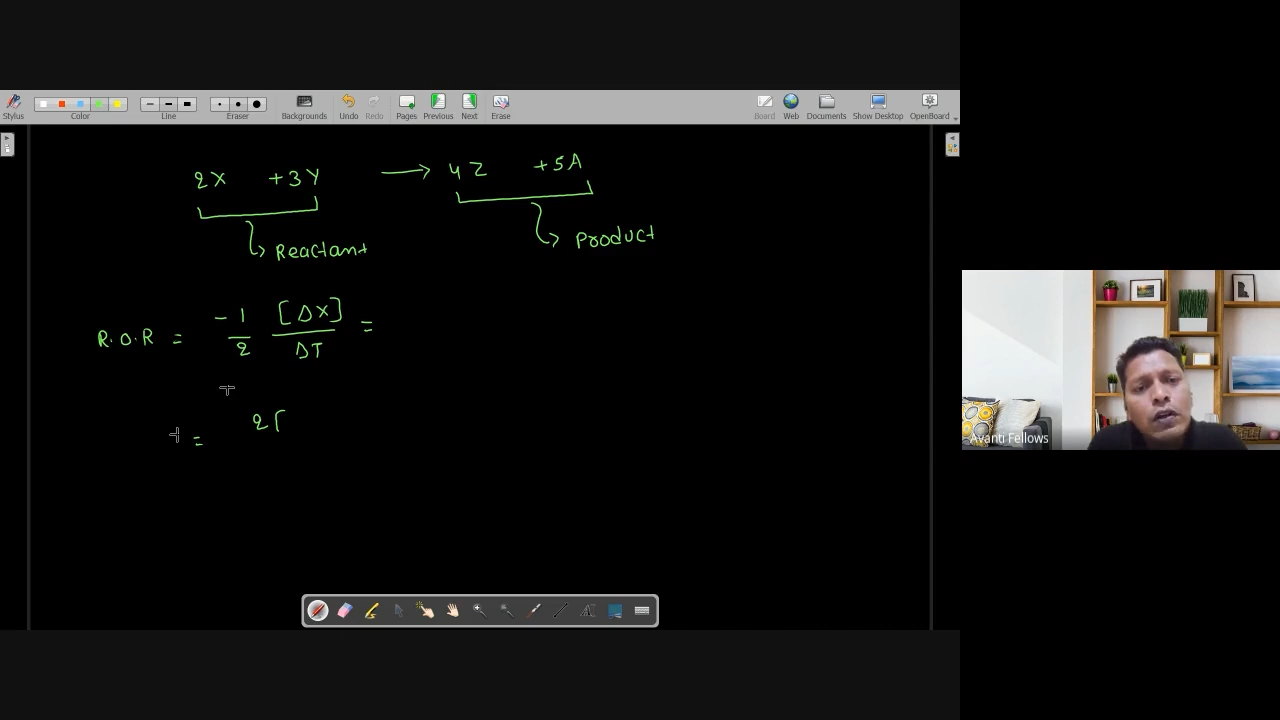 Stylus Color Line Eraser Backgrounds Undo Redo Pages Previous Next Erase Board Web Documents Show Desktop OpenBoard
2X + 3Y → 4Z + 5A
Reactant
Product
R.O.R = -1/2 [ΔX]/ΔT =
= 2[
Avanti Fellows